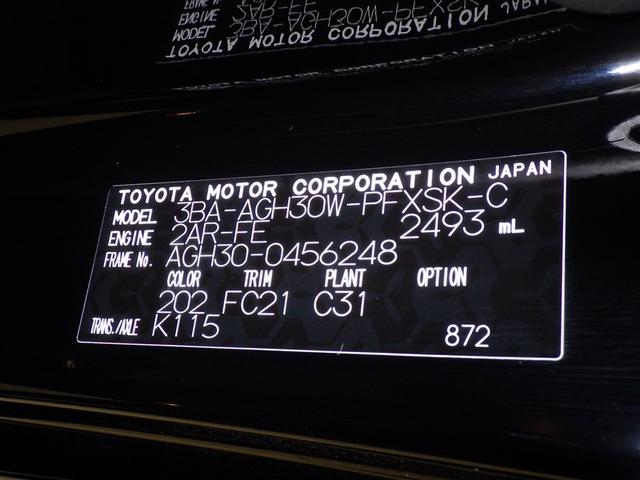 TOYOTA MOTOR CORPORATION JAPAN
MODEL 3BA-AGH30W-PFXSK-C
ENGINE 2AR-FE 2493 mL
FRAME No. AGH30-0456248
COLOR TRIM PLANT OPTION
202 FC21 C31
TRANS./AXLE K115 872